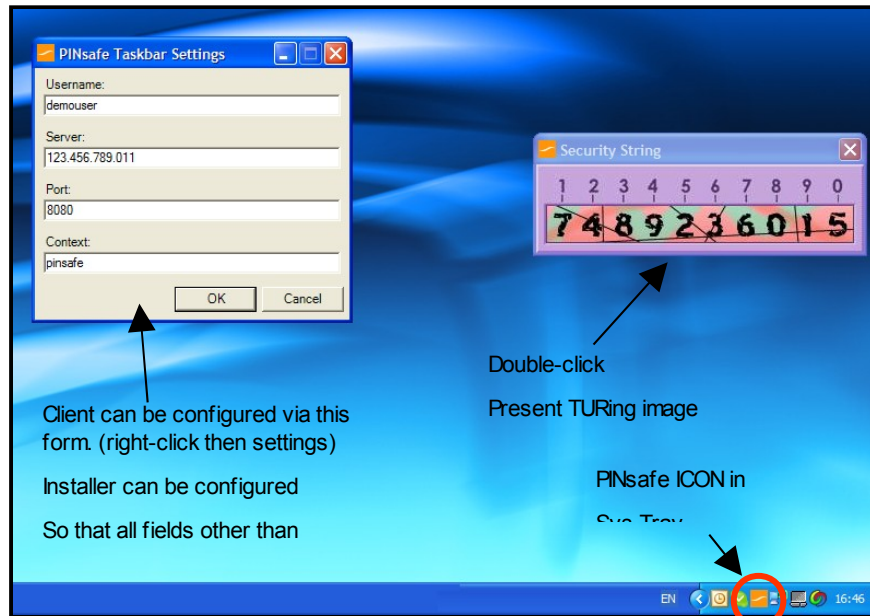 PINsafe Taskbar Settings
Username:
demouser
Server:
123.456.789.011
Port:
8080
Context:
pinsafe
OK Cancel
Security String
1 2 3 4 5 6 7 8 9 0
7 4 8 9 2 3 6 0 1 5
Double-click
Present TURing image
Client can be configured via this
form. (right-click then settings)
Installer can be configured
So that all fields other than
PINsafe ICON in
Sys Tray
EN 16:46